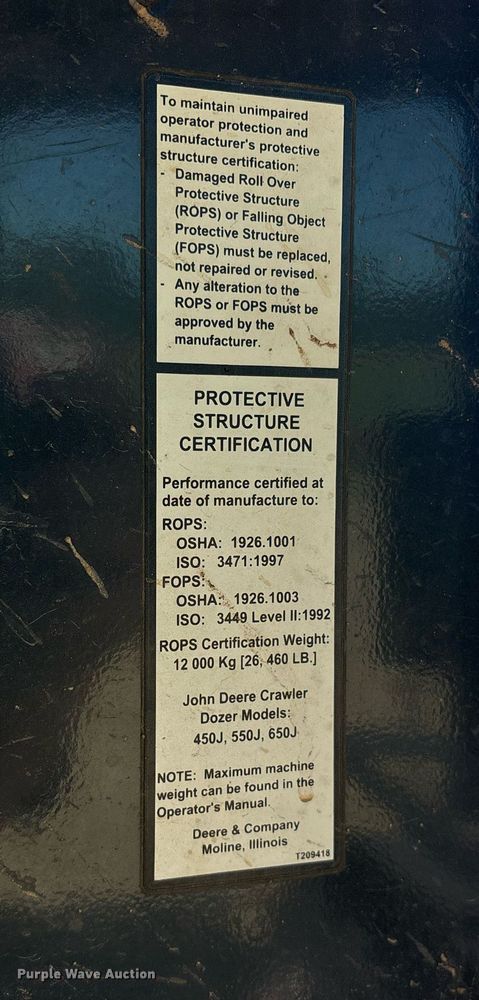 To maintain unimpaired
operator protection and
manufacturer's protective
structure certification:
- Damaged Roll Over
Protective Structure
(ROPS) or Falling Object
Protective Structure
(FOPS) must be replaced,
not repaired or revised.
- Any alteration to the
ROPS or FOPS must be
approved by the
manufacturer.
PROTECTIVE
STRUCTURE
CERTIFICATION
Performance certified at
date of manufacture to:
ROPS:
OSHA: 1926.1001
ISO: 3471:1997
FOPS:
OSHA: 1926.1003
ISO: 3449 Level II:1992
ROPS Certification Weight:
12 000 Kg [26, 460 LB.]
John Deere Crawler
Dozer Models:
450J, 550J, 650J
NOTE: Maximum machine
weight can be found in the
Operator's Manual.
Deere & Company
Moline, Illinois
T209418
Purple Wave Auction